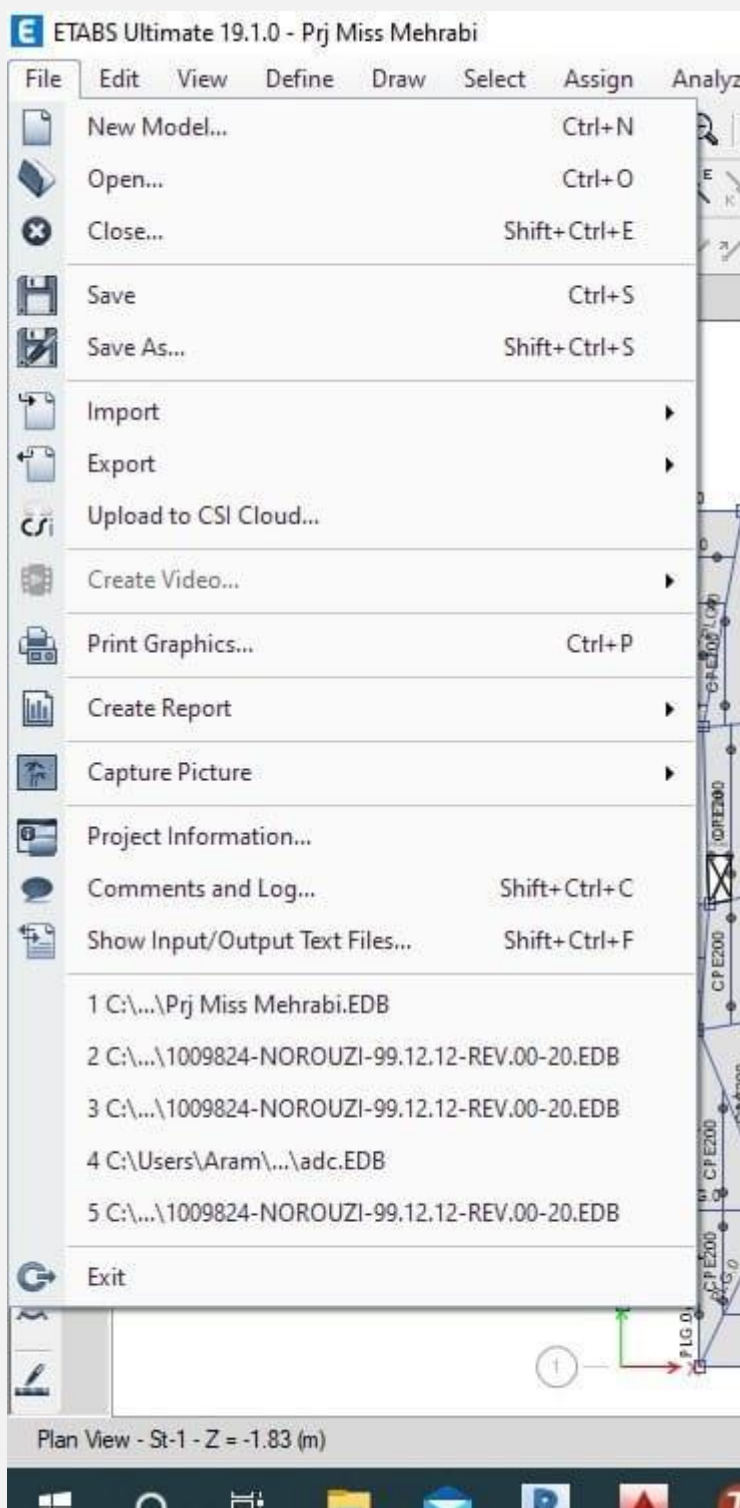 ETABS Ultimate 19.1.0 - Prj Miss Mehrabi
File Edit View Define Draw Select Assign Analyz
New Model... Ctrl+N
Open... Ctrl+O
Close... Shift+Ctrl+E
Save Ctrl+S
Save As... Shift+Ctrl+S
Import
Export
Upload to CSI Cloud...
Create Video...
Print Graphics... Ctrl+P
Create Report
Capture Picture
Project Information...
Comments and Log... Shift+Ctrl+C
Show Input/Output Text Files... Shift+Ctrl+F
1 C:\...\Prj Miss Mehrabi.EDB
2 C:\...\1009824-NOROUZI-99.12.12-REV.00-20.EDB
3 C:\...\1009824-NOROUZI-99.12.12-REV.00-20.EDB
4 C:\Users\Aram\...\adc.EDB
5 C:\...\1009824-NOROUZI-99.12.12-REV.00-20.EDB
Exit
CPE200
CPE200
CPE200
PLG.0
1
X
Plan View - St-1 - Z = -1.83 (m)